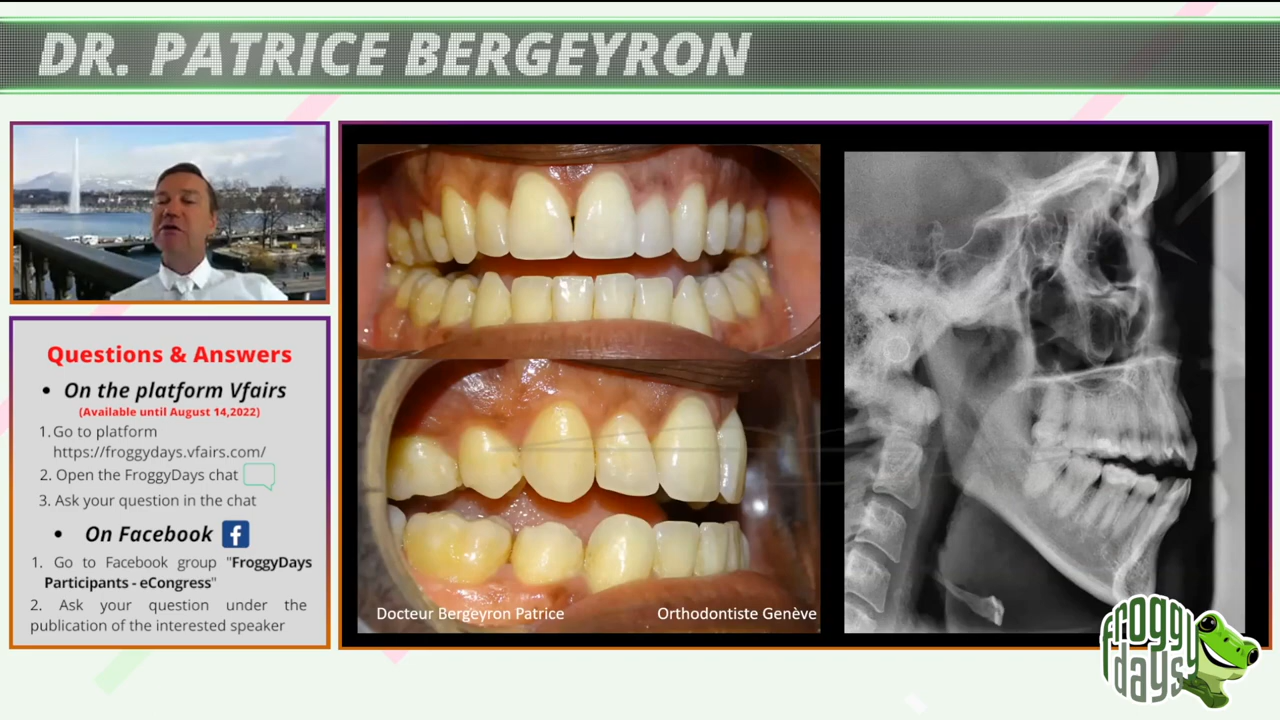 DR. PATRICE BERGEYRON
Questions & Answers
• On the platform Vfairs
(Available until August 14,2022)
1. Go to platform
https://froggydays.vfairs.com/
2. Open the FroggyDays chat
3. Ask your question in the chat
• On Facebook f
1. Go to Facebook group "FroggyDays
Participants - eCongress"
2. Ask your question under the
publication of the interested speaker
Docteur Bergeyron Patrice
Orthodontiste Genève
froggy
days